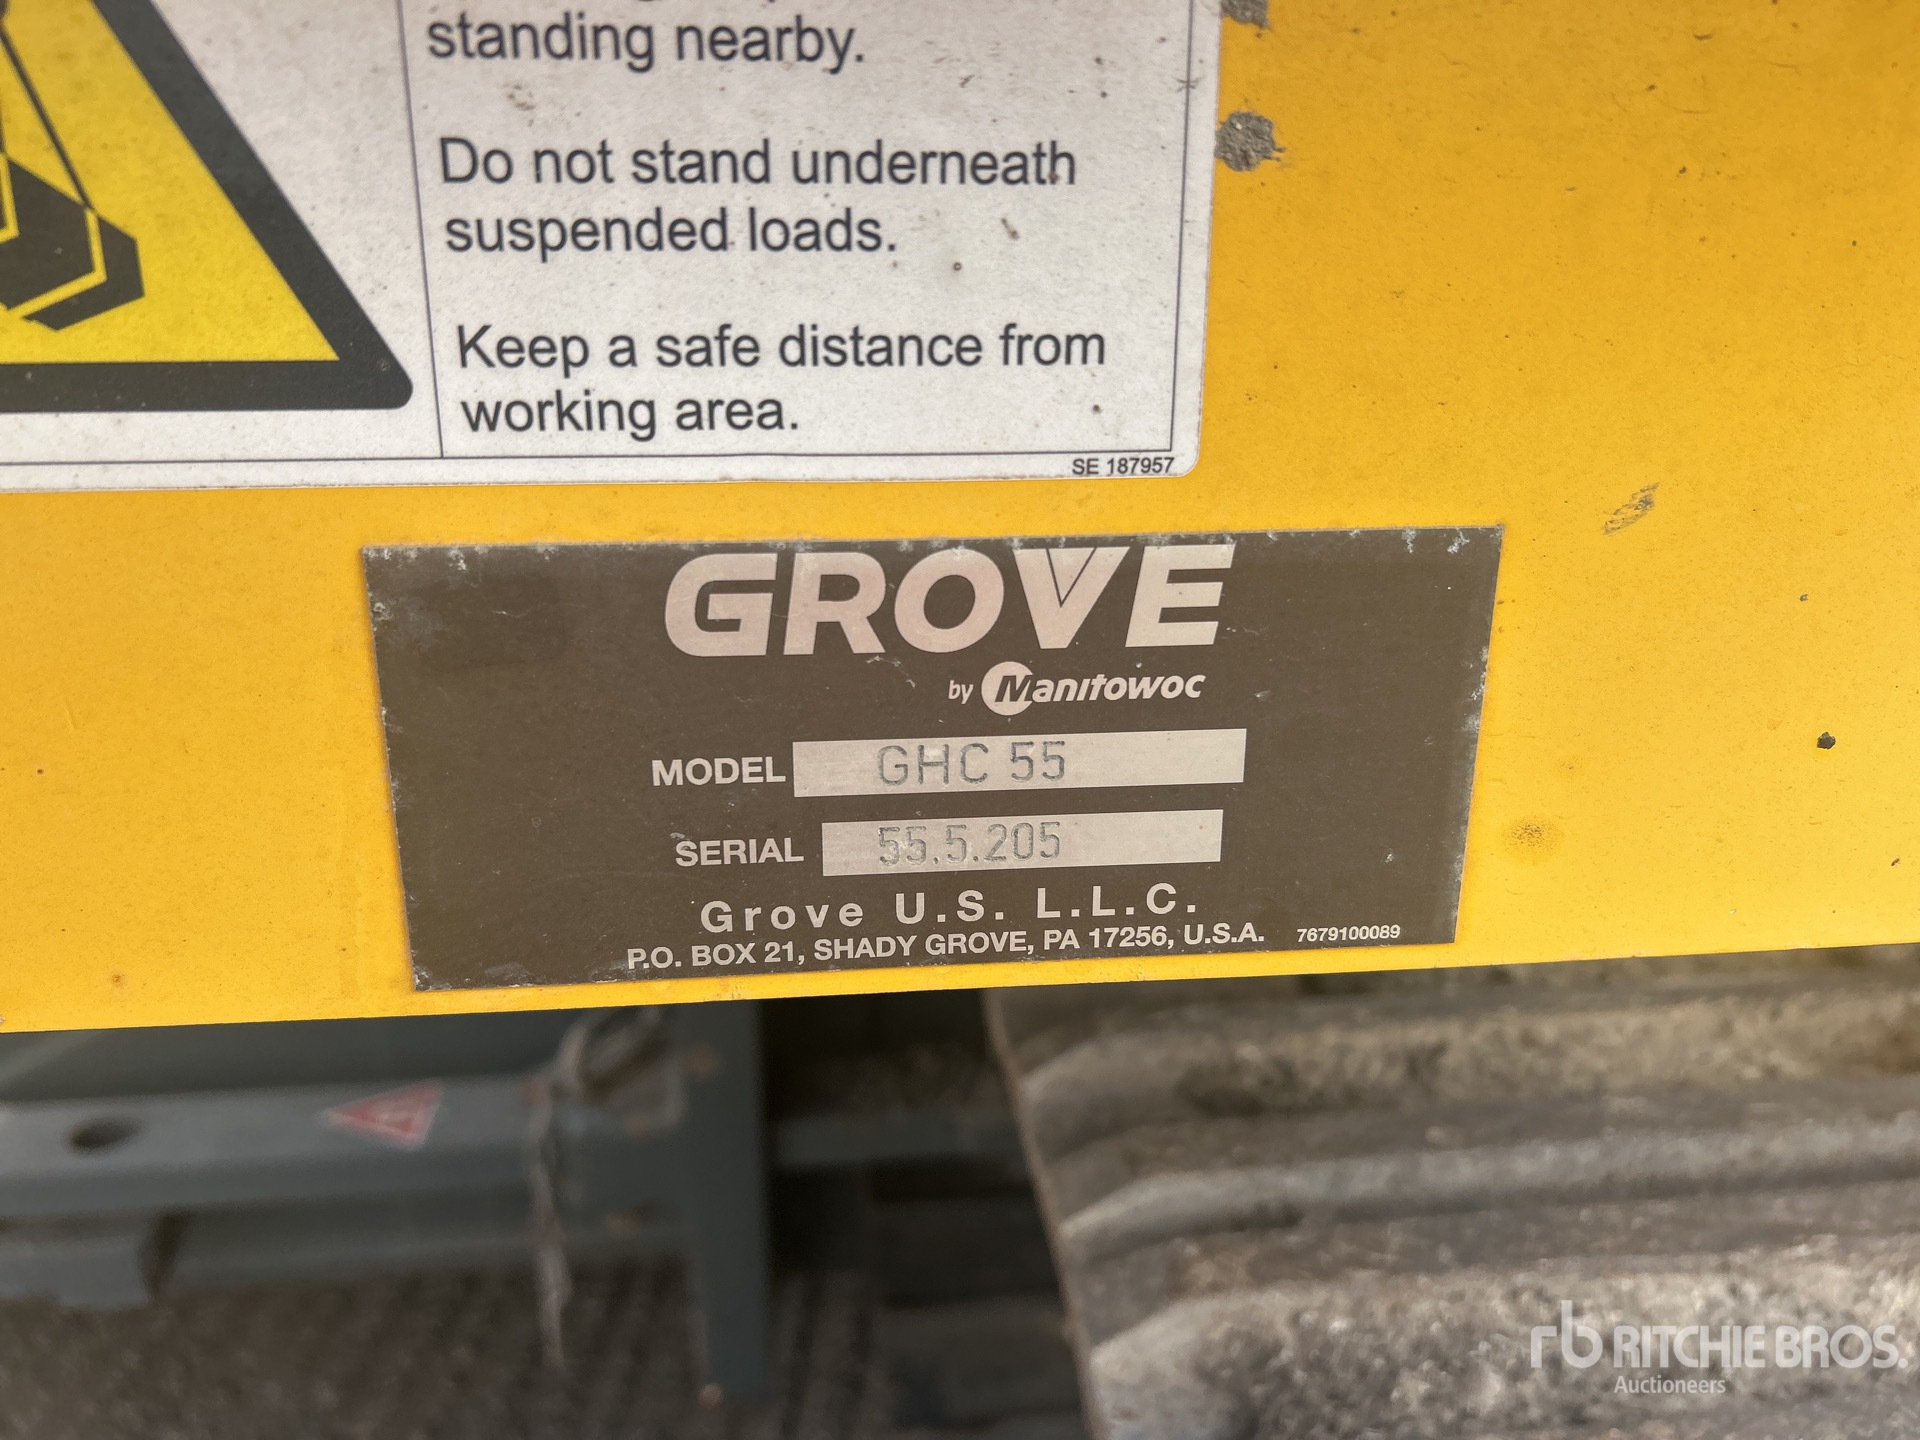 standing nearby.
Do not stand underneath
suspended loads.
Keep a safe distance from
working area.
SE 187957
GROVE
by Manitowoc
MODEL GHC 55
SERIAL 55.5.205
Grove U.S. L.L.C.
P.O. BOX 21, SHADY GROVE, PA 17256, U.S.A. 7679100089
rb RITCHIE BROS.
Auctioneers